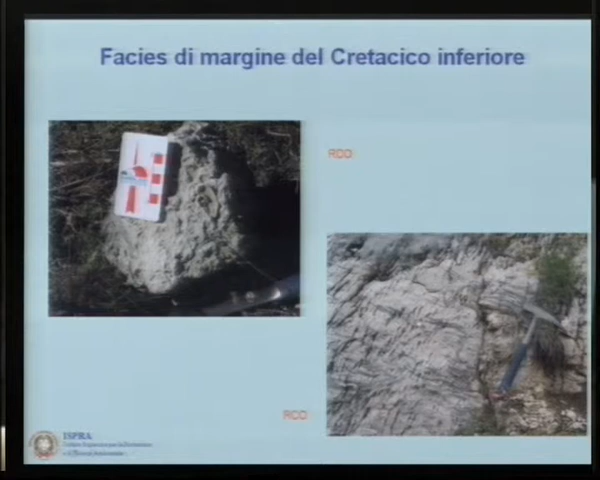 Facies di margine del Cretacico inferiore
RDO
RDO
ISPRA